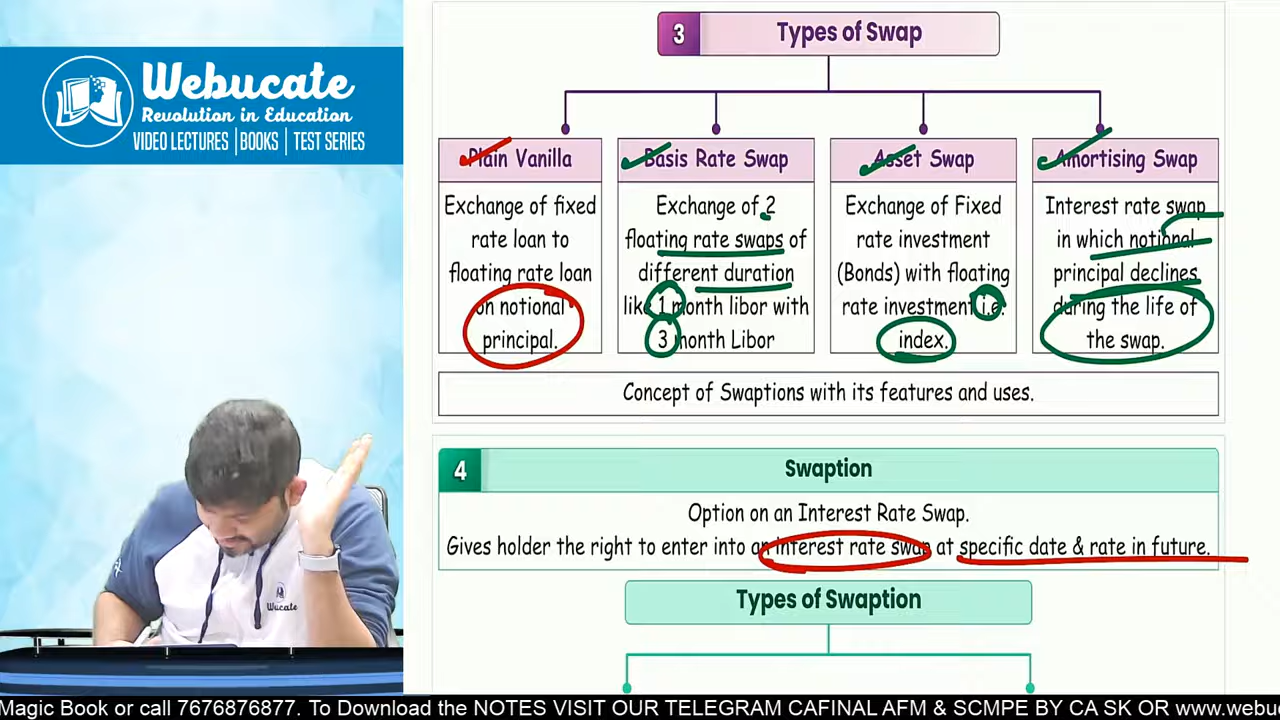 Webucate
Revolution in Education
VIDEO LECTURES | BOOKS | TEST SERIES
3 Types of Swap
Plain Vanilla
Exchange of fixed
rate loan to
floating rate loan
on notional
principal.
Basis Rate Swap
Exchange of 2
floating rate swaps of
different duration
like 1 month libor with
3 month Libor
Asset Swap
Exchange of Fixed
rate investment
(Bonds) with floating
rate investment i.e.
index.
Amortising Swap
Interest rate swap
in which notional
principal declines
during the life of
the swap.
Concept of Swaptions with its features and uses.
4 Swaption
Option on an Interest Rate Swap.
Gives holder the right to enter into an interest rate swap at specific date & rate in future.
Types of Swaption
Webucate
Magic Book or call 7676876877. To Download the NOTES VISIT OUR TELEGRAM CAFINAL AFM & SCMPE BY CA SK OR www.webuc